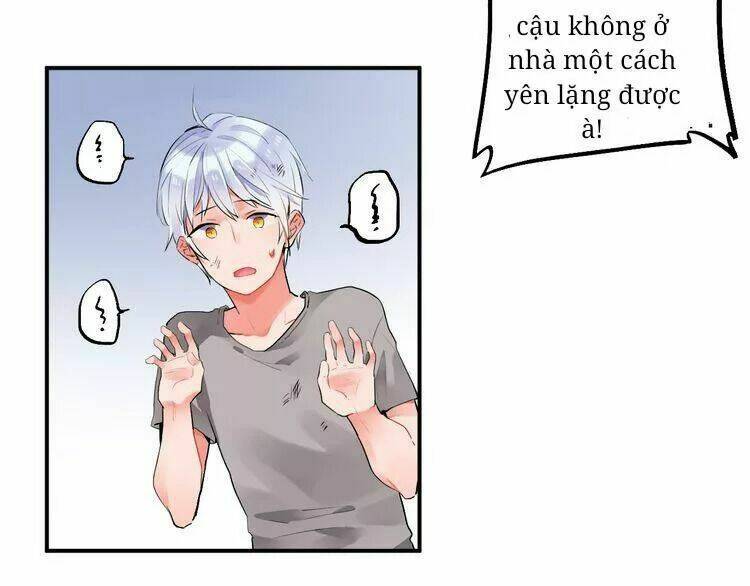 cậu không ở
nhà một cách
yên lặng được
à!